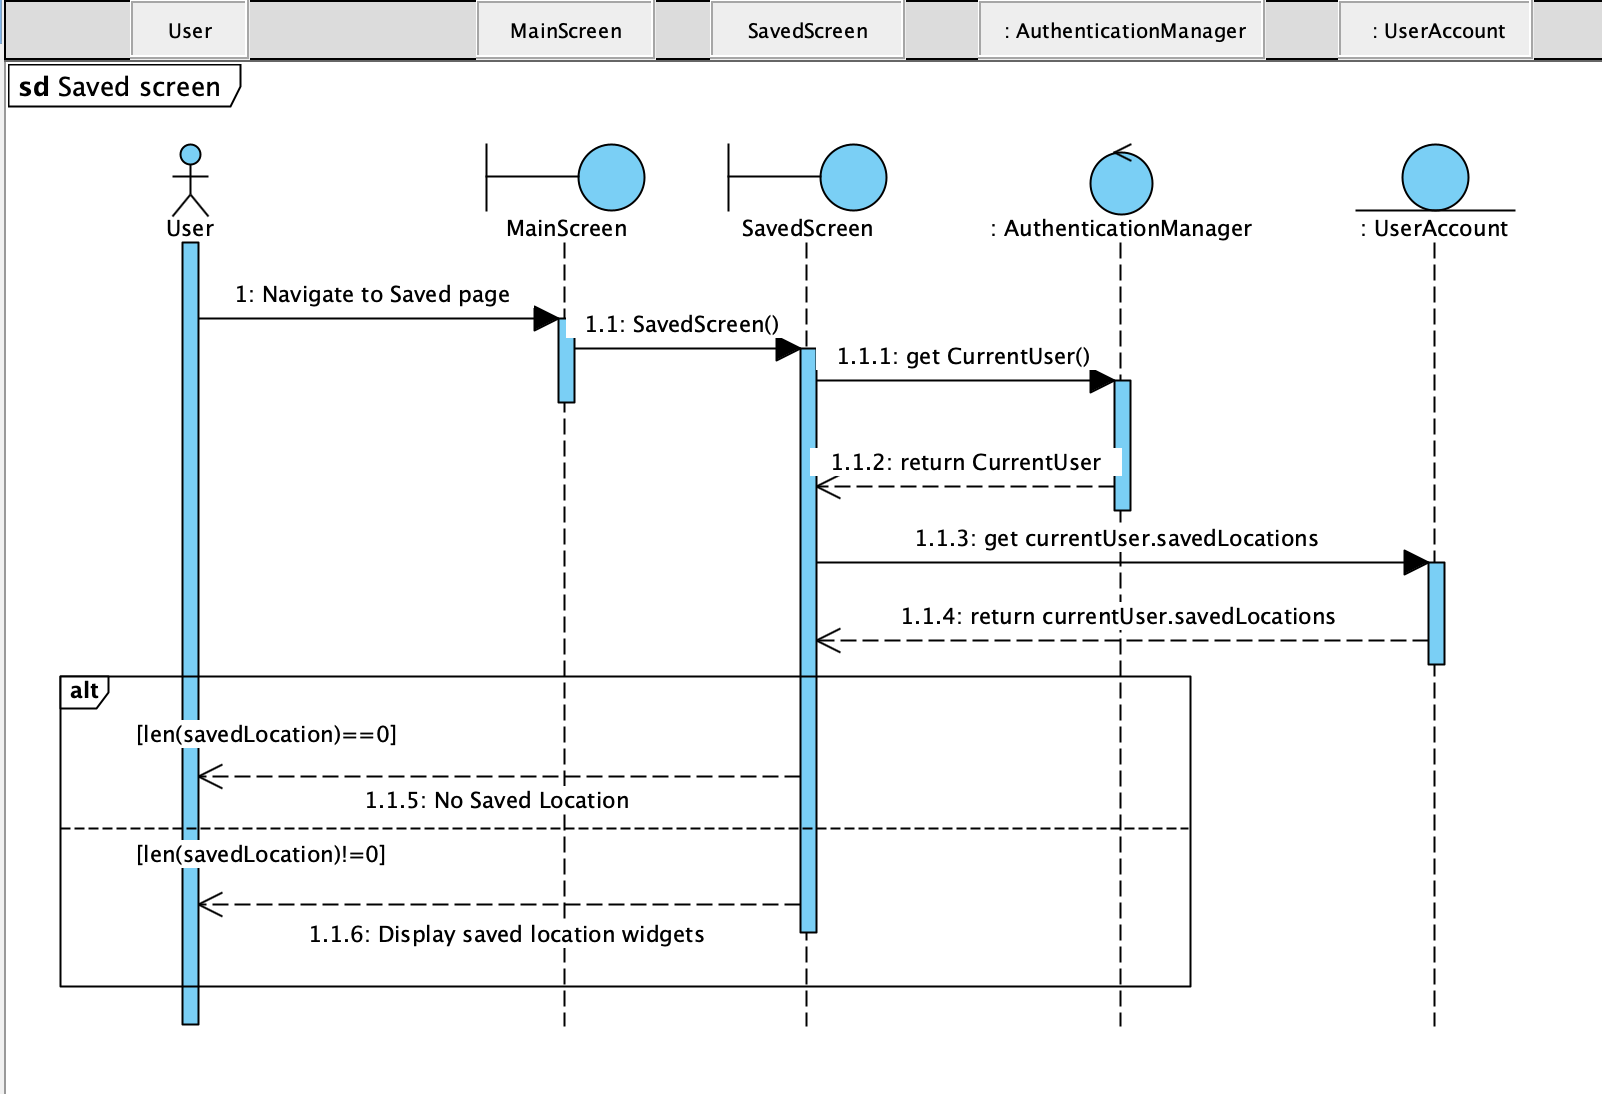 User MainScreen SavedScreen : AuthenticationManager : UserAccount
sd Saved screen
User MainScreen SavedScreen : AuthenticationManager : UserAccount
1: Navigate to Saved page
1.1: SavedScreen()
1.1.1: get CurrentUser()
1.1.2: return CurrentUser
1.1.3: get currentUser.savedLocations
1.1.4: return currentUser.savedLocations
alt
[len(savedLocation)==0]
1.1.5: No Saved Location
[len(savedLocation)!=0]
1.1.6: Display saved location widgets